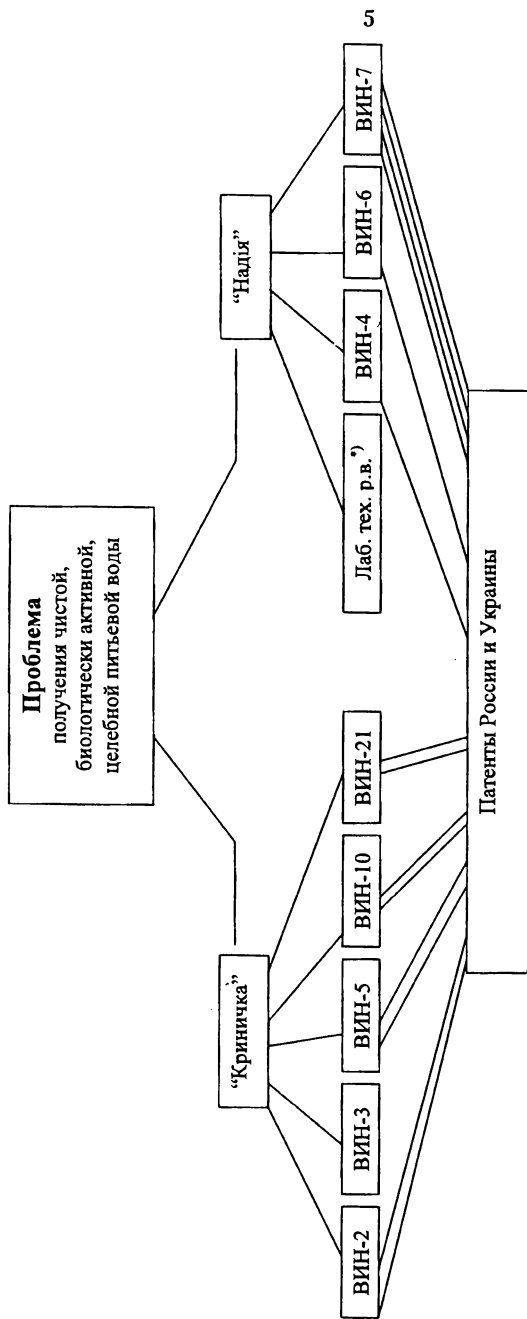 5
Проблема
получения чистой,
биологически активной,
целебной питьевой воды
“Криничка”
“Надія”
ВИН-2
ВИН-3
ВИН-5
ВИН-10
ВИН-21
Лаб. тех. р.в.*)
ВИН-4
ВИН-6
ВИН-7
Патенты России и Украины